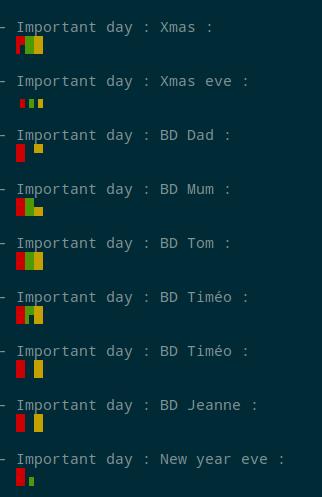 - Important day : Xmas :
- Important day : Xmas eve :
- Important day : BD Dad :
- Important day : BD Mum :
- Important day : BD Tom :
- Important day : BD Timéo :
- Important day : BD Timéo :
- Important day : BD Jeanne :
- Important day : New year eve :